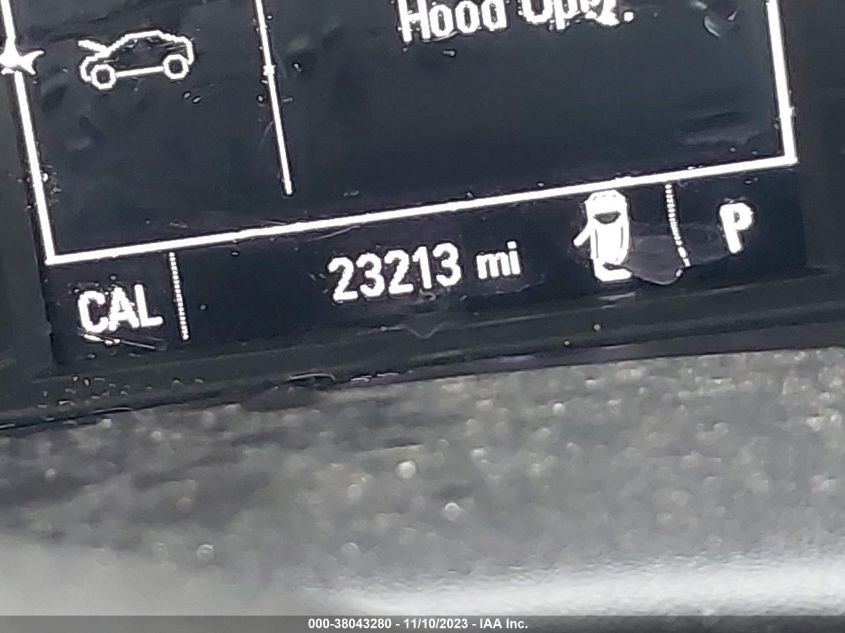 Hood Open.
CAL 23213 mi P
000-38043280 - 11/10/2023 - IAA Inc.